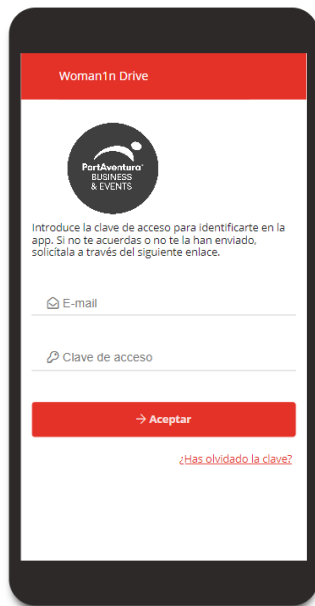 Woman1n Drive
PortAventura
BUSINESS
& EVENTS
Introduce la clave de acceso para identificarte en la
app. Si no te acuerdas o no te la han enviado,
solicítala a través del siguiente enlace.
E-mail
Clave de acceso
→ Aceptar
¿Has olvidado la clave?